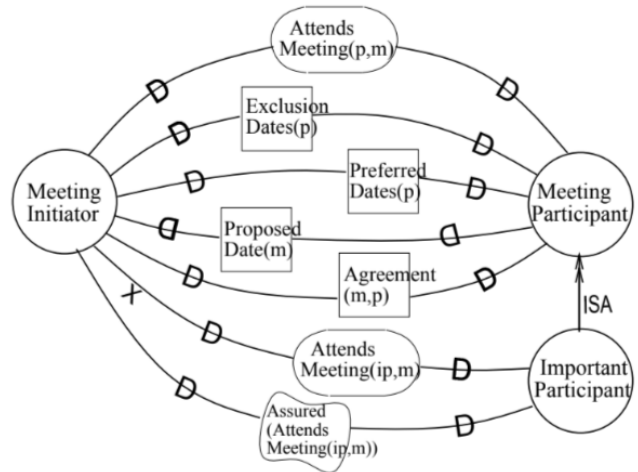 Attends
Meeting(p,m)
D
D
Exclusion
Dates(p)
D
D
Preferred
Dates(p)
D
D
Meeting
Initiator
Meeting
Participant
Proposed
Date(m)
D
D
Agreement
(m,p)
D
D
X
ISA
D
Attends
Meeting(ip,m)
D
Important
Participant
D
Assured
(Attends
Meeting(ip,m))
D